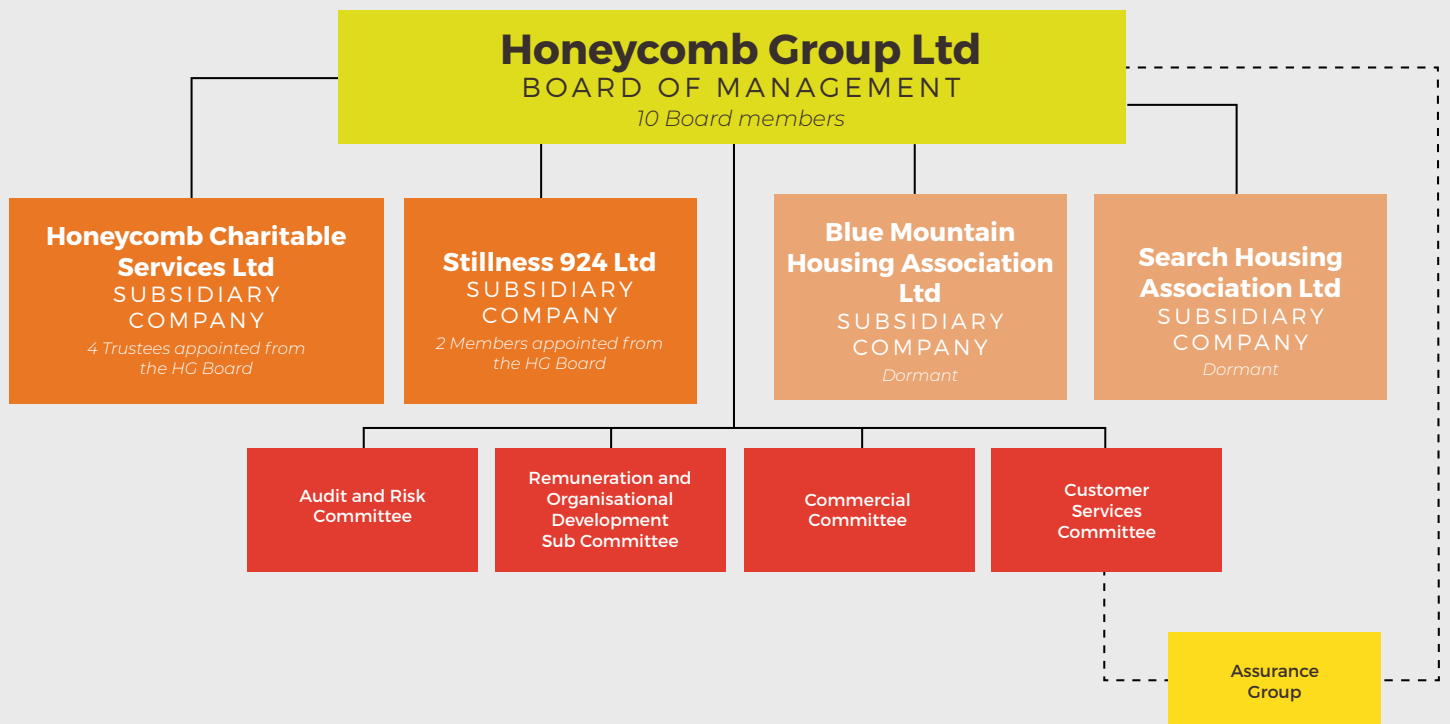 Honeycomb Group Ltd
BOARD OF MANAGEMENT
10 Board members
Honeycomb Charitable
Services Ltd
SUBSIDIARY
COMPANY
4 Trustees appointed from
the HG Board
Stillness 924 Ltd
SUBSIDIARY
COMPANY
2 Members appointed from
the HG Board
Blue Mountain
Housing Association
Ltd
SUBSIDIARY
COMPANY
Dormant
Search Housing
Association Ltd
SUBSIDIARY
COMPANY
Dormant
Audit and Risk
Committee
Remuneration and
Organisational
Development
Sub Committee
Commercial
Committee
Customer
Services
Committee
Assurance
Group